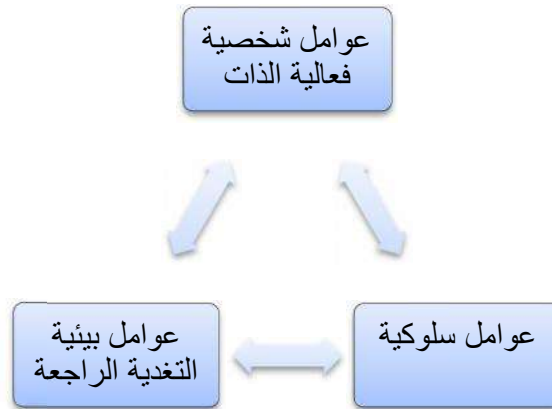 عوامل شخصية
فعالية الذات
عوامل سلوكية
عوامل بيئية
التغدية الراجعة